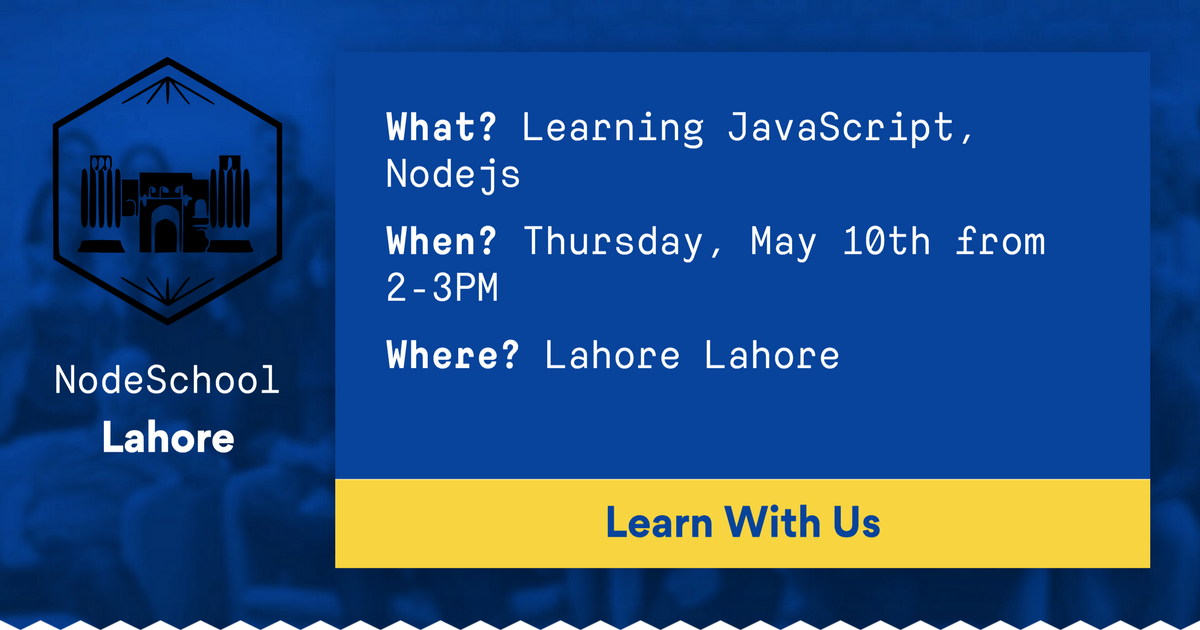 NodeSchool
Lahore
What? Learning JavaScript,
Nodejs
When? Thursday, May 10th from
2-3PM
Where? Lahore Lahore
Learn With Us